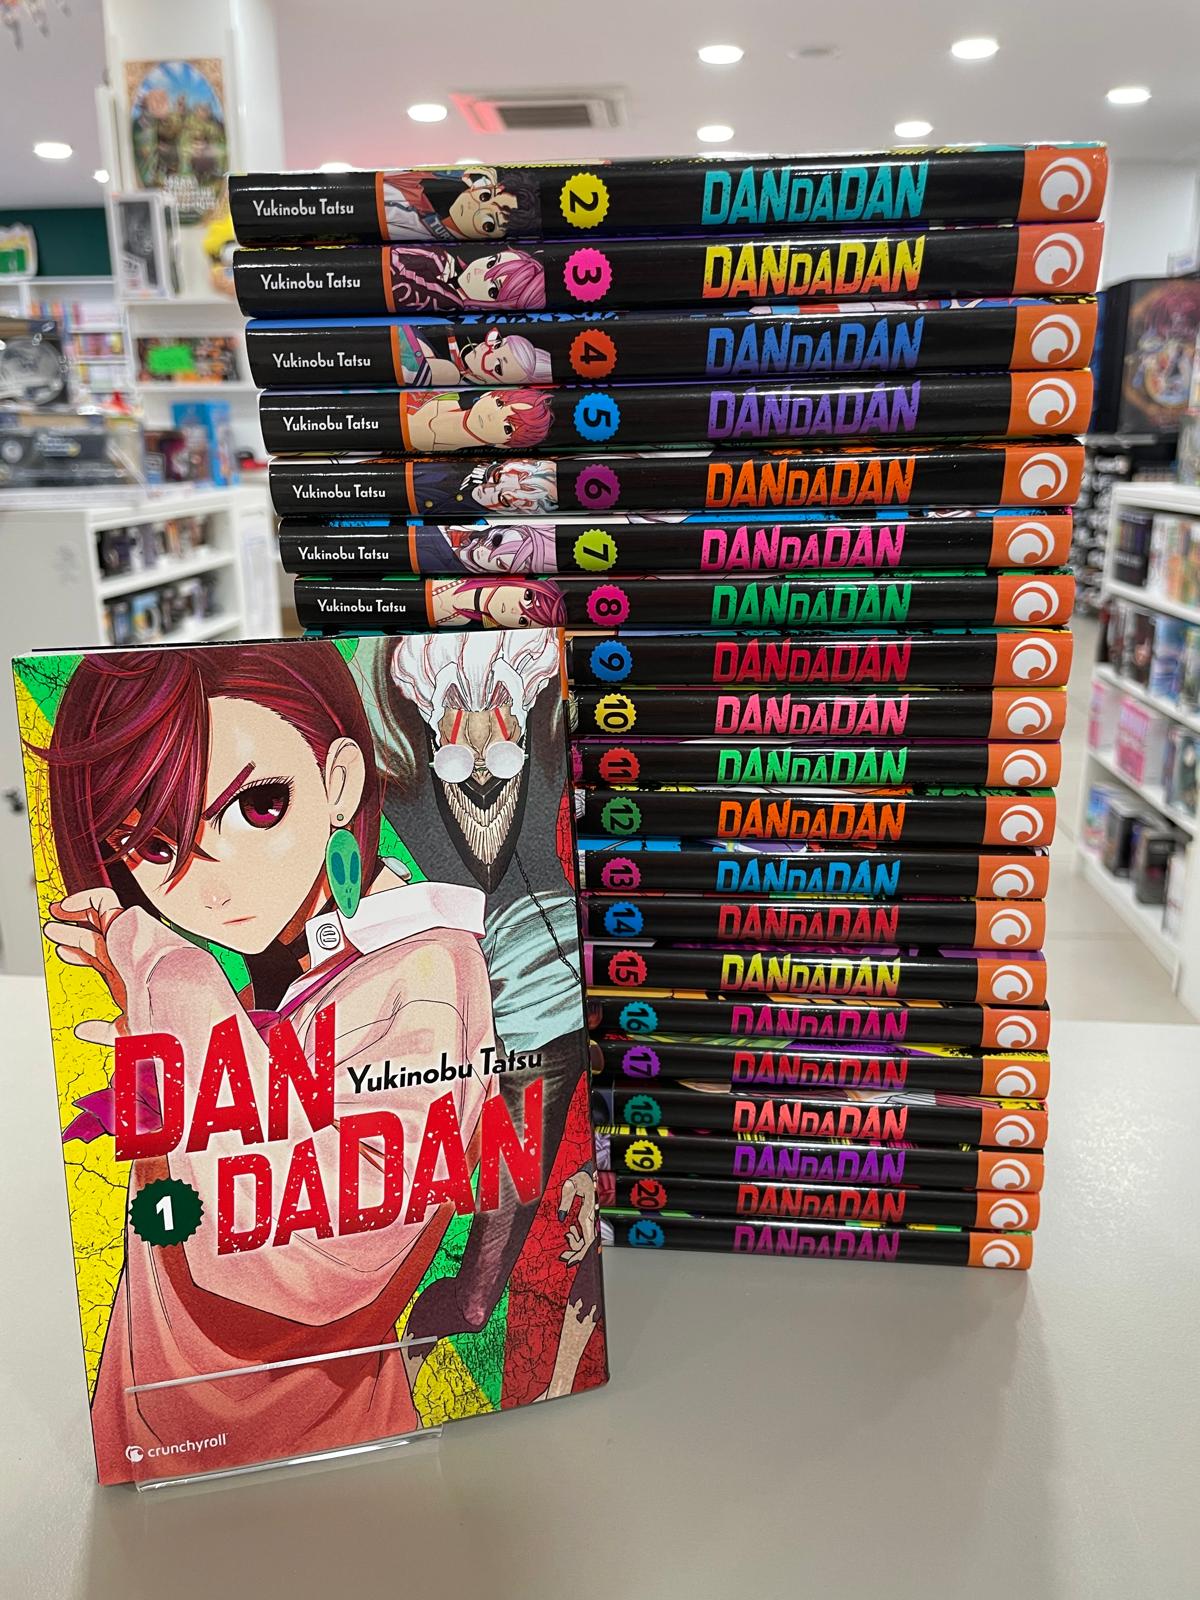 Yukinobu Tatsu 2 DANDADAN
Yukinobu Tatsu 3 DANDADAN
Yukinobu Tatsu 4 DANDADAN
Yukinobu Tatsu 5 DANDADAN
Yukinobu Tatsu 6 DANDADAN
Yukinobu Tatsu 7 DANDADAN
Yukinobu Tatsu 8 DANDADAN
9 DANDADAN
10 DANDADAN
11 DANDADAN
12 DANDADAN
13 DANDADAN
14 DANDADAN
15 DANDADAN
16 DANDADAN
17 DANDADAN
18 DANDADAN
19 DANDADAN
20 DANDADAN
21 DANDADAN
DAN
Yukinobu Tatsu
DADAN
1
crunchyroll